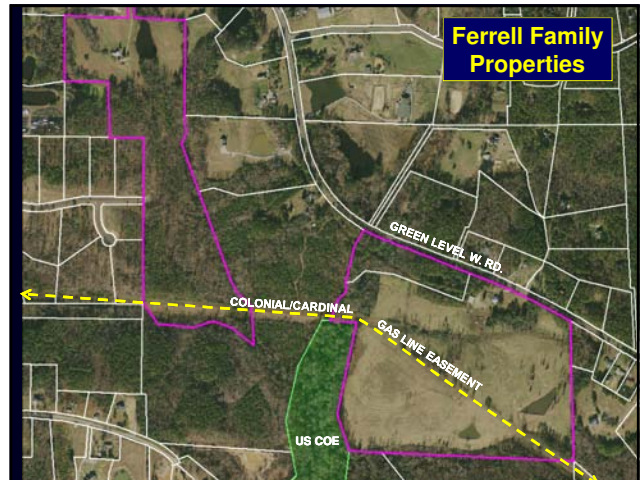 Ferrell Family
Properties
GREEN LEVEL W. RD.
COLONIAL/CARDINAL
GAS LINE EASEMENT
US COE